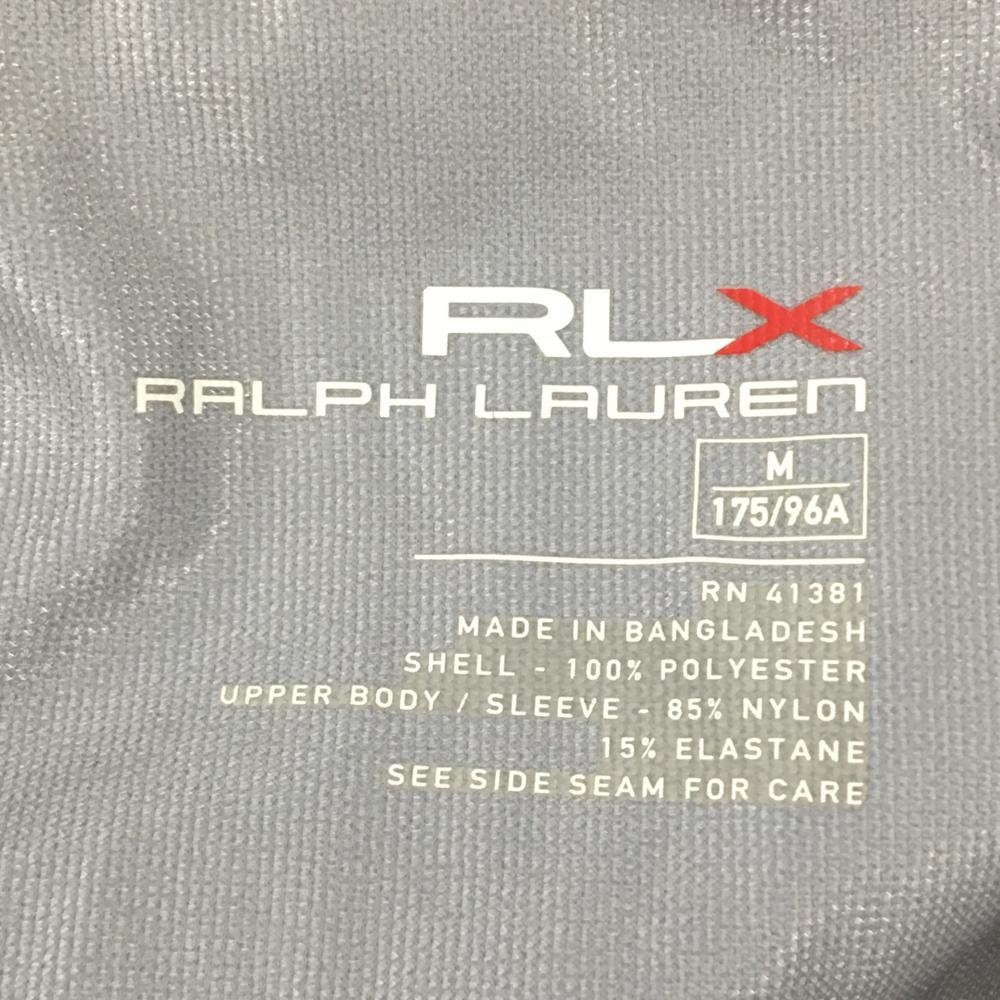 RLX
RALPH LAUREN
M
175/96A
RN 41381
MADE IN BANGLADESH
SHELL - 100% POLYESTER
UPPER BODY / SLEEVE - 85% NYLON
15% ELASTANE
SEE SIDE SEAM FOR CARE